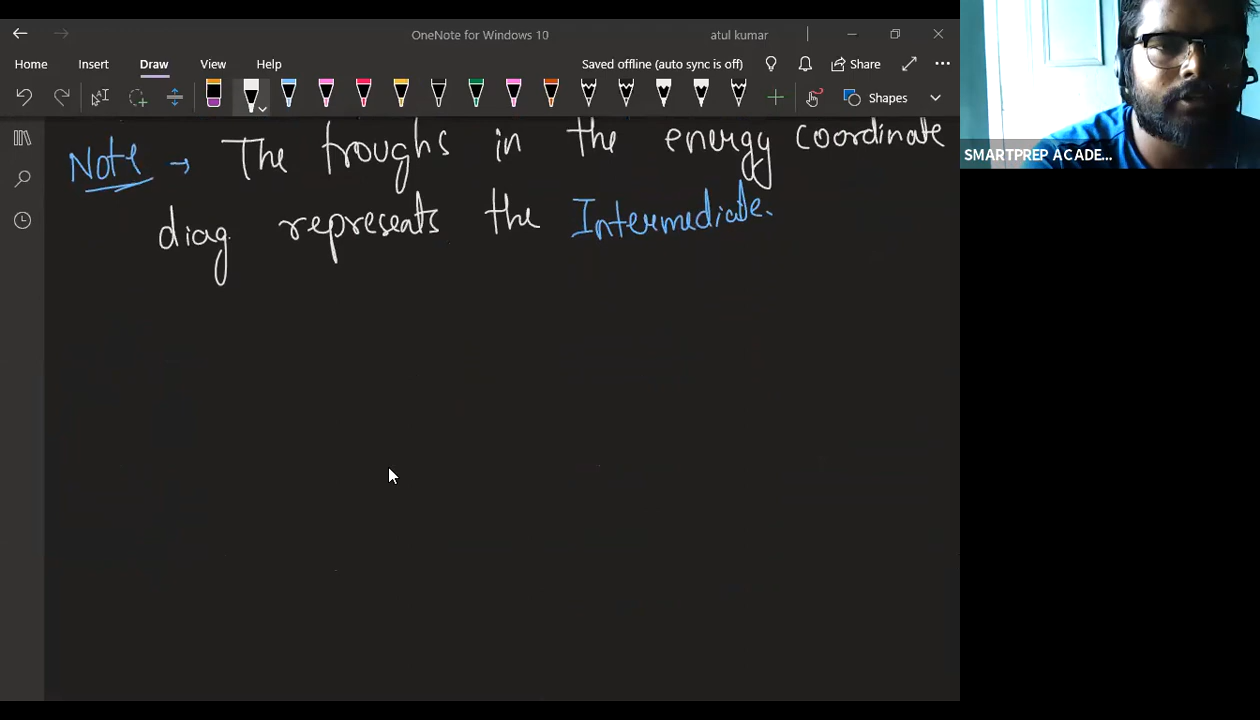 OneNote for Windows 10
atul kumar
Home Insert Draw View Help
Saved offline (auto sync is off)
Share
Shapes
SMARTPREP ACADE...
Note → The troughs in the energy coordinate
diag represents the Intermediate.